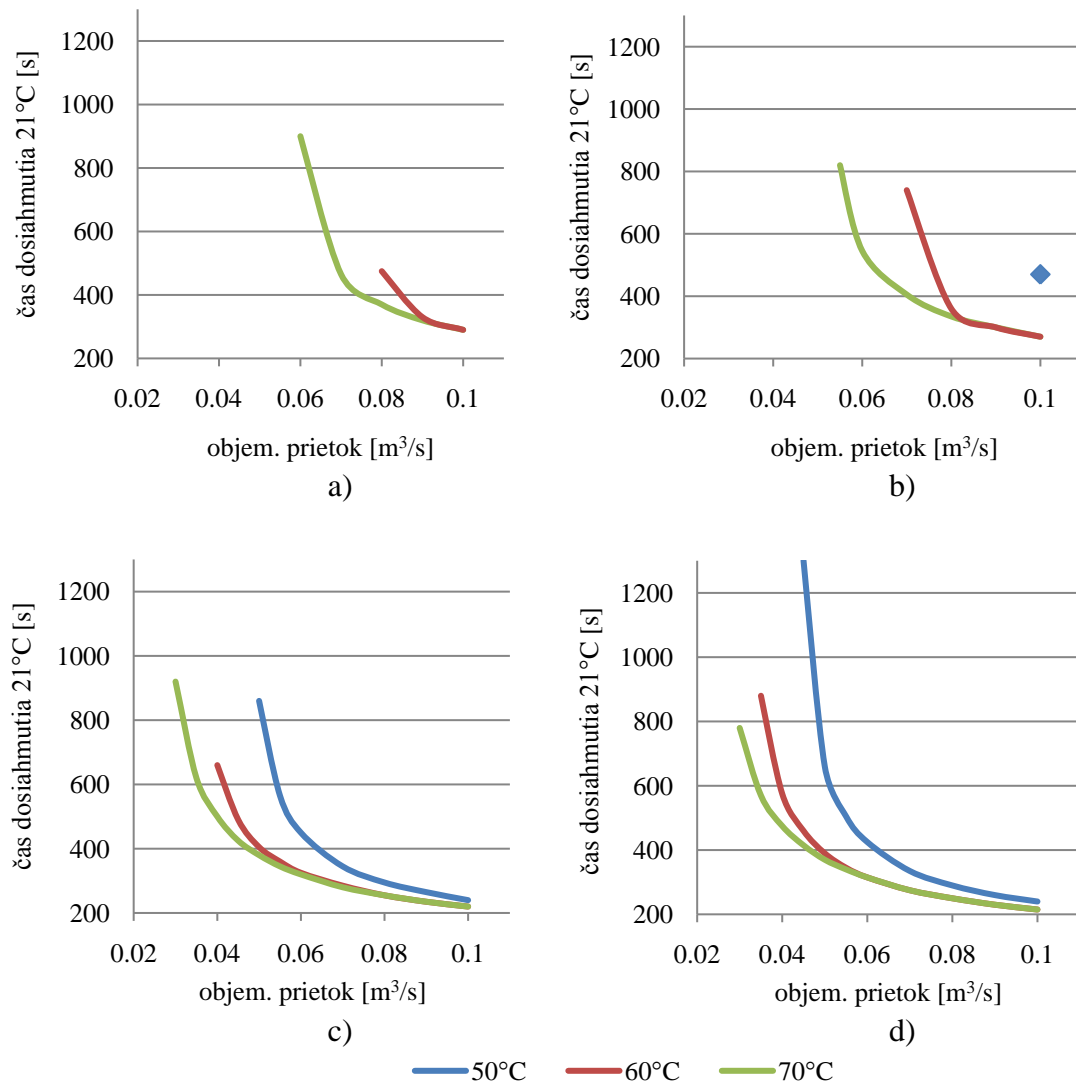 čas dosiahmutia 21°C [s]
1200
1000
800
600
400
200
0.02 0.04 0.06 0.08 0.1
objem. prietok [m³/s]
a)
čas dosiahmutia 21°C [s]
1200
1000
800
600
400
200
0.02 0.04 0.06 0.08 0.1
objem. prietok [m³/s]
b)
čas dosiahmutia 21°C [s]
1200
1000
800
600
400
200
0.02 0.04 0.06 0.08 0.1
objem. prietok [m³/s]
c)
čas dosiahmutia 21°C [s]
1200
1000
800
600
400
200
0.02 0.04 0.06 0.08 0.1
objem. prietok [m³/s]
d)
50°C 60°C 70°C